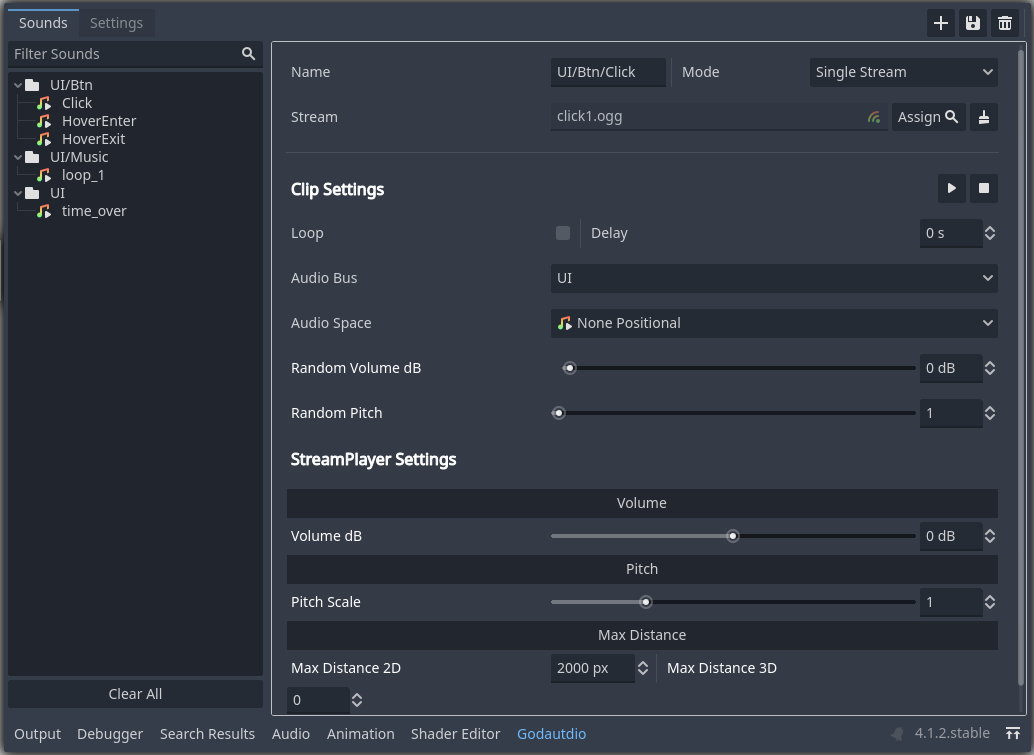 Sounds Settings
Filter Sounds
UI/Btn
Click
HoverEnter
HoverExit
UI/Music
loop_1
UI
time_over
Clear All
Name UI/Btn/Click Mode Single Stream
Stream click1.ogg Assign
Clip Settings
Loop Delay 0 s
Audio Bus UI
Audio Space None Positional
Random Volume dB 0 dB
Random Pitch 1
StreamPlayer Settings
Volume
Volume dB 0 dB
Pitch
Pitch Scale 1
Max Distance
Max Distance 2D 2000 px Max Distance 3D
0
Output Debugger Search Results Audio Animation Shader Editor Godautdio 4.1.2.stable